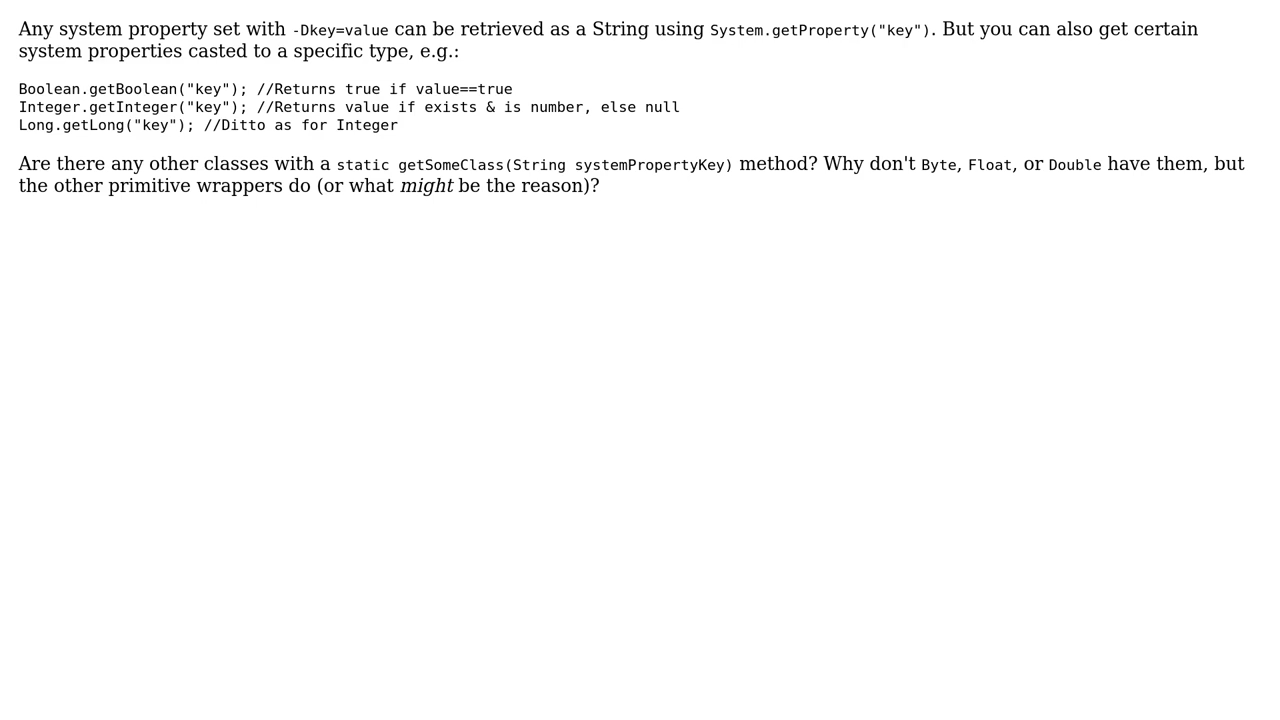 Any system property set with -Dkey=value can be retrieved as a String using System.getProperty("key"). But you can also get certain
system properties casted to a specific type, e.g.:
Boolean.getBoolean("key"); //Returns true if value==true
Integer.getInteger("key"); //Returns value if exists & is number, else null
Long.getLong("key"); //Ditto as for Integer
Are there any other classes with a static getSomeClass(String systemPropertyKey) method? Why don't Byte, Float, or Double have them, but
the other primitive wrappers do (or what might be the reason)?